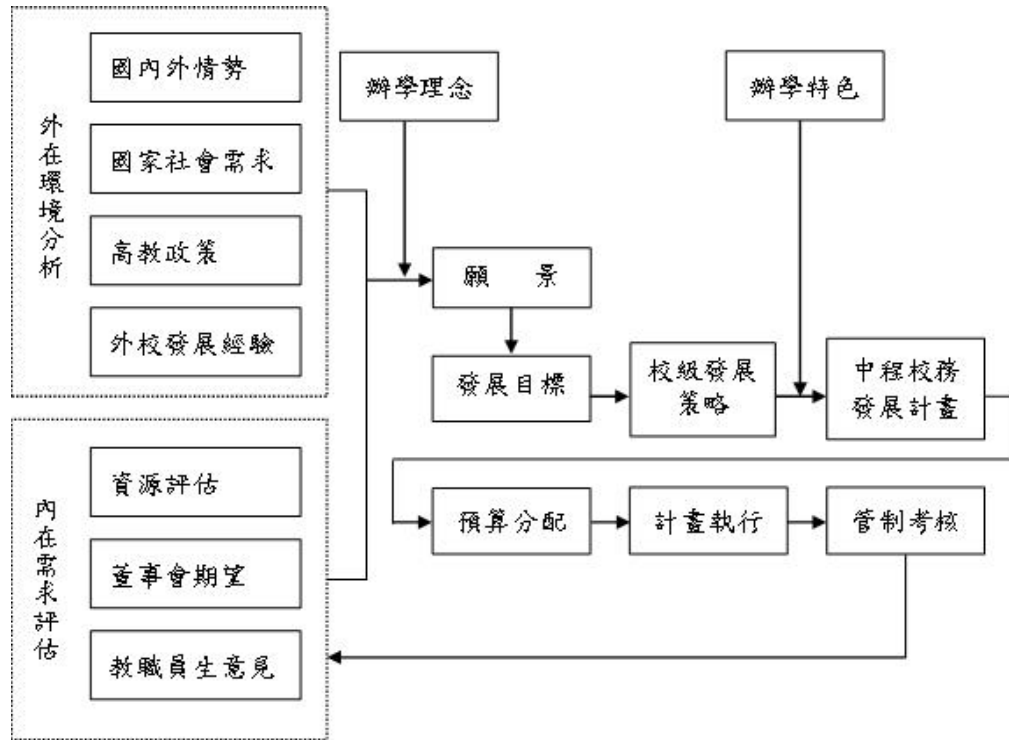 外在環境分析
國內外情勢
國家社會需求
高教政策
外校發展經驗
內在需求評估
資源評估
董事會期望
教職員生意見
辦學理念
辦學特色
願 景
發展目標
校級發展
策略
中程校務
發展計畫
預算分配
計畫執行
管制考核